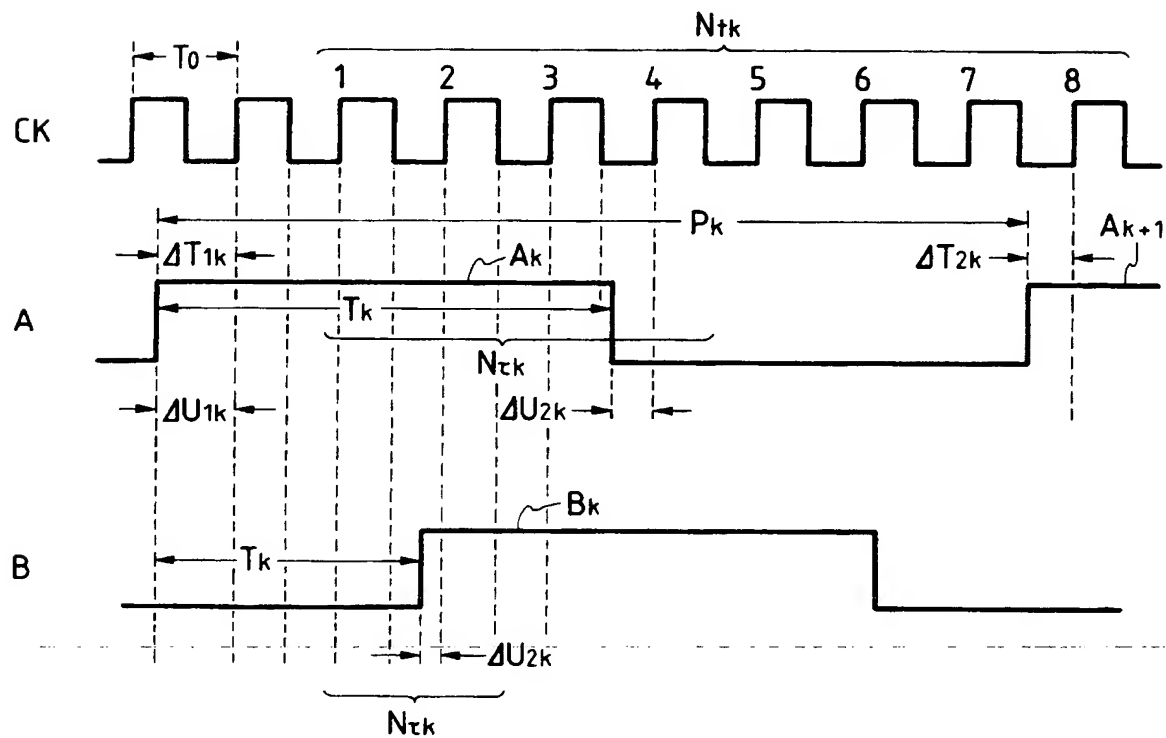 Ntk
T0
1 2 3 4 5 6 7 8
CK
Pk
ΔT1k Ak ΔT2k Ak+1
A
Tk
Nτk
ΔU1k ΔU2k
Bk
B
Tk
ΔU2k
Nτk